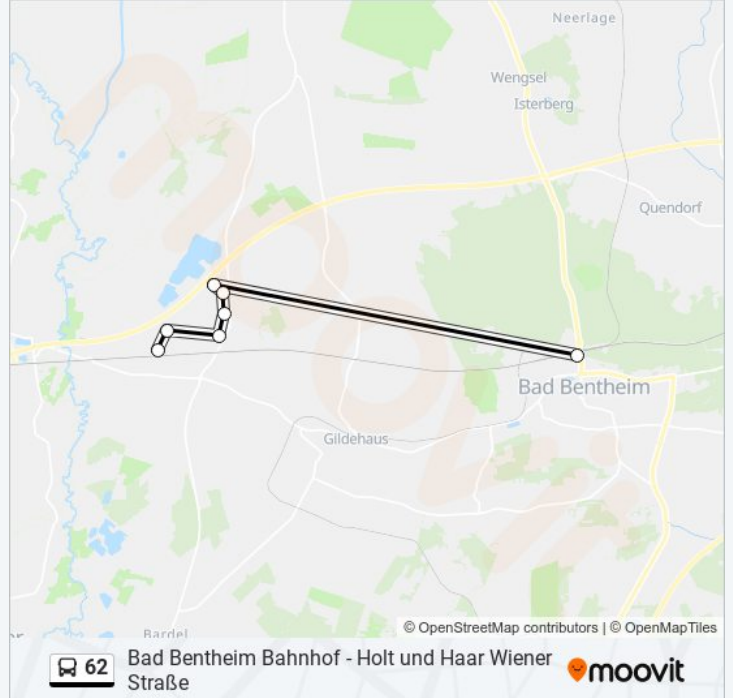 Neerlage
Wengsel
Isterberg
Quendorf
Bad Bentheim
Gildehaus
Bardel
© OpenStreetMap contributors | © OpenMapTiles
62
Bad Bentheim Bahnhof - Holt und Haar Wiener
Straße
moovit
moovit